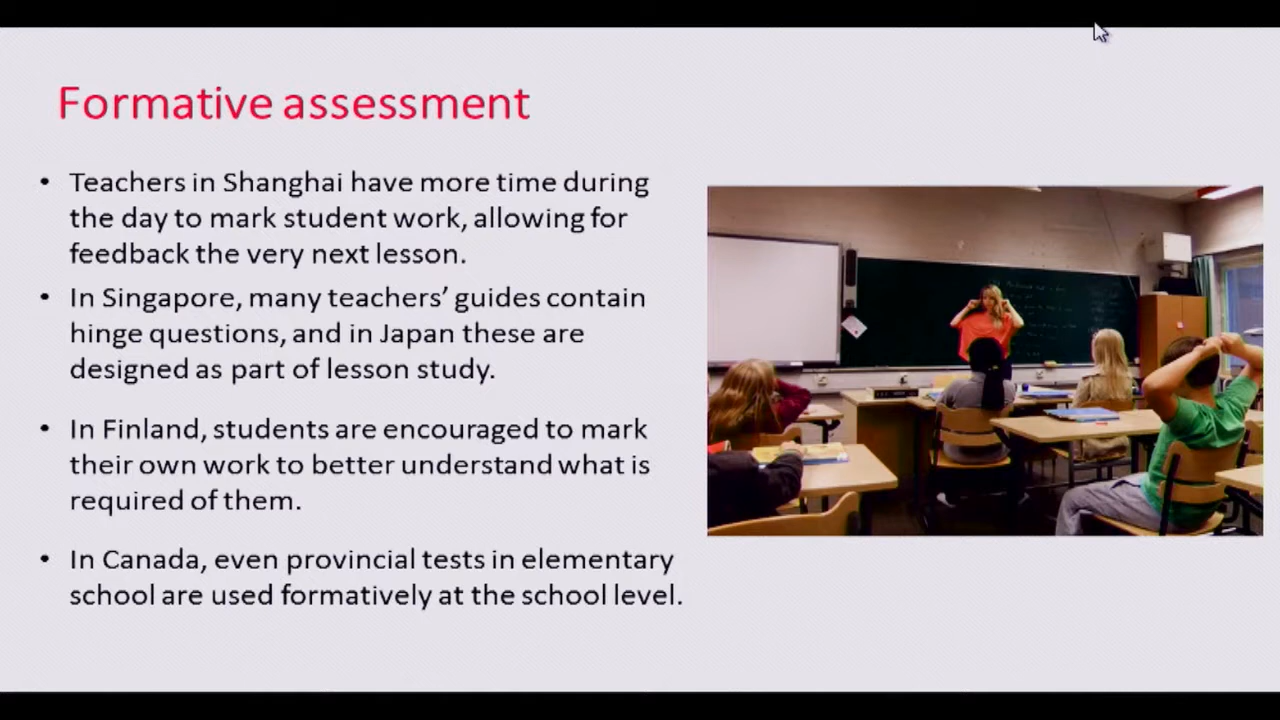 Formative assessment
• Teachers in Shanghai have more time during
the day to mark student work, allowing for
feedback the very next lesson.
• In Singapore, many teachers’ guides contain
hinge questions, and in Japan these are
designed as part of lesson study.
• In Finland, students are encouraged to mark
their own work to better understand what is
required of them.
• In Canada, even provincial tests in elementary
school are used formatively at the school level.